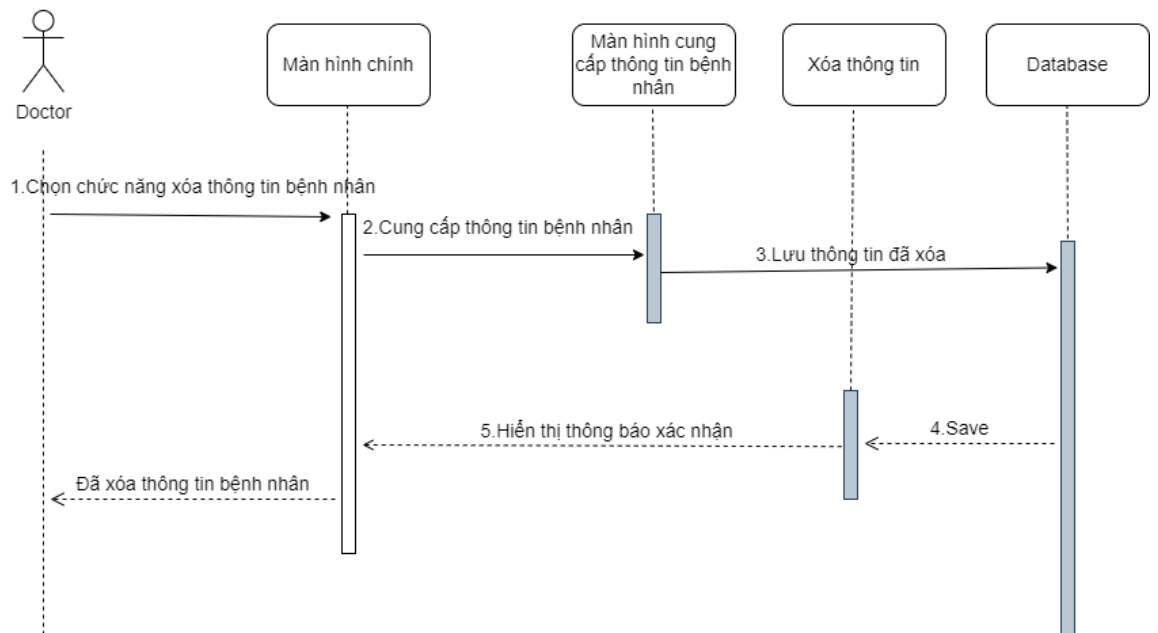 Doctor
Màn hình chính
Màn hình cung
cấp thông tin bệnh
nhân
Xóa thông tin
Database
1.Chọn chức năng xóa thông tin bệnh nhân
2.Cung cấp thông tin bệnh nhân
3.Lưu thông tin đã xóa
4.Save
5.Hiển thị thông báo xác nhận
Đã xóa thông tin bệnh nhân